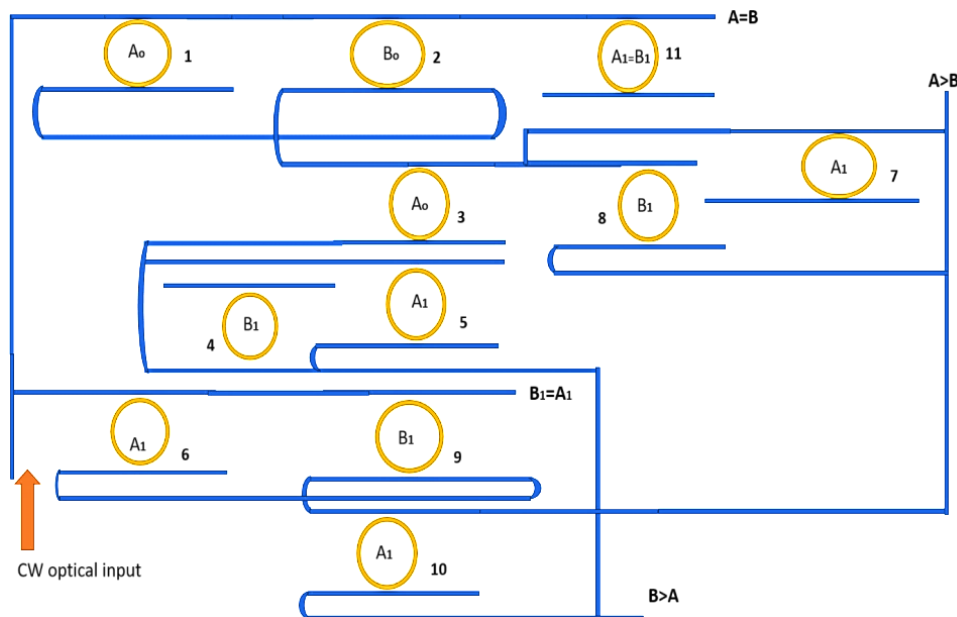 A=B
A₀ 1
B₀ 2
A₁=B₁ 11
A>B
A₁ 7
A₀ 3
B₁ 8
A₁ 5
B₁ 4
B₁=A₁
A₁ 6
B₁ 9
A₁ 10
CW optical input
B>A